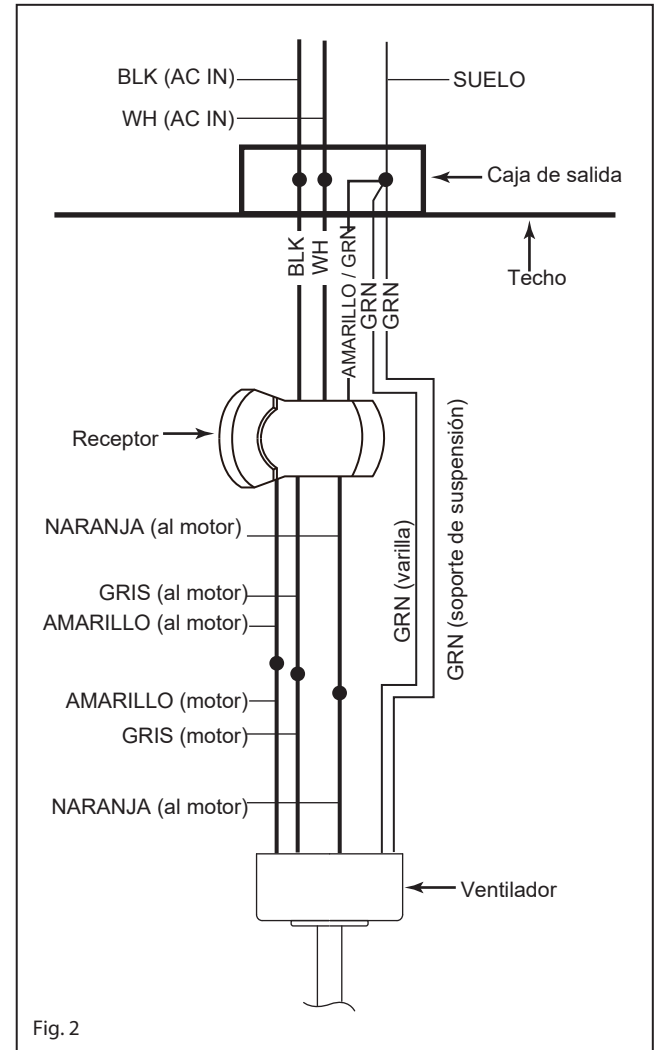 BLK (AC IN)
SUELO
WH (AC IN)
Caja de salida
Techo
BLK
WH
AMARILLO / GRN
GRN
GRN
Receptor
NARANJA (al motor)
GRN (varilla)
GRN (soporte de suspensión)
GRIS (al motor)
AMARILLO (al motor)
AMARILLO (motor)
GRIS (motor)
NARANJA (al motor)
Ventilador
Fig. 2